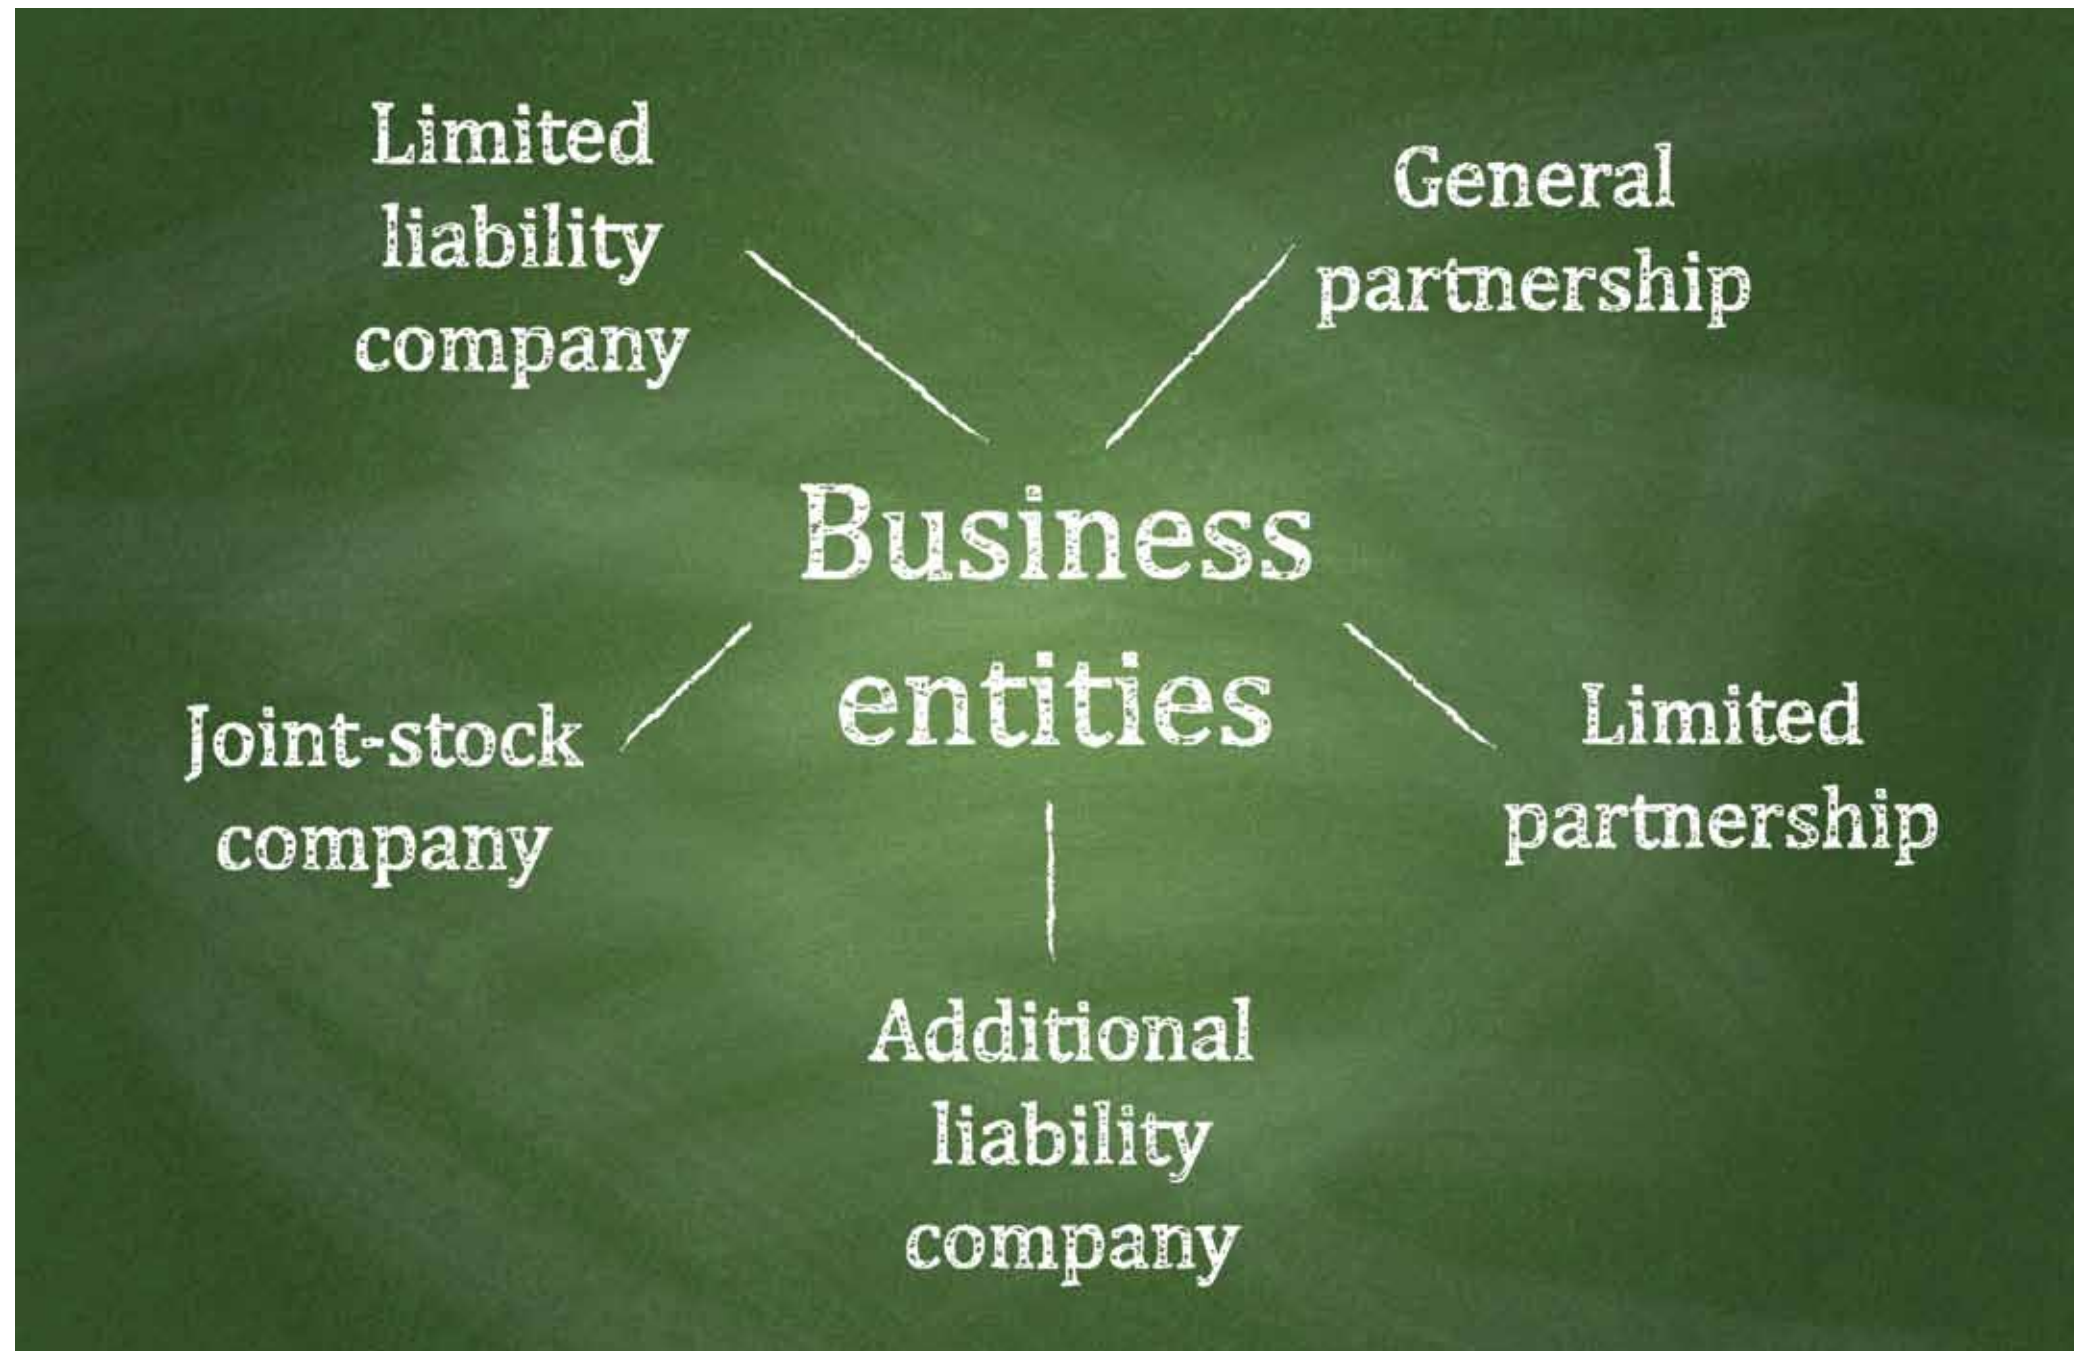 Limited
liability
company
General
partnership
Business
entities
Joint-stock
company
Limited
partnership
Additional
liability
company